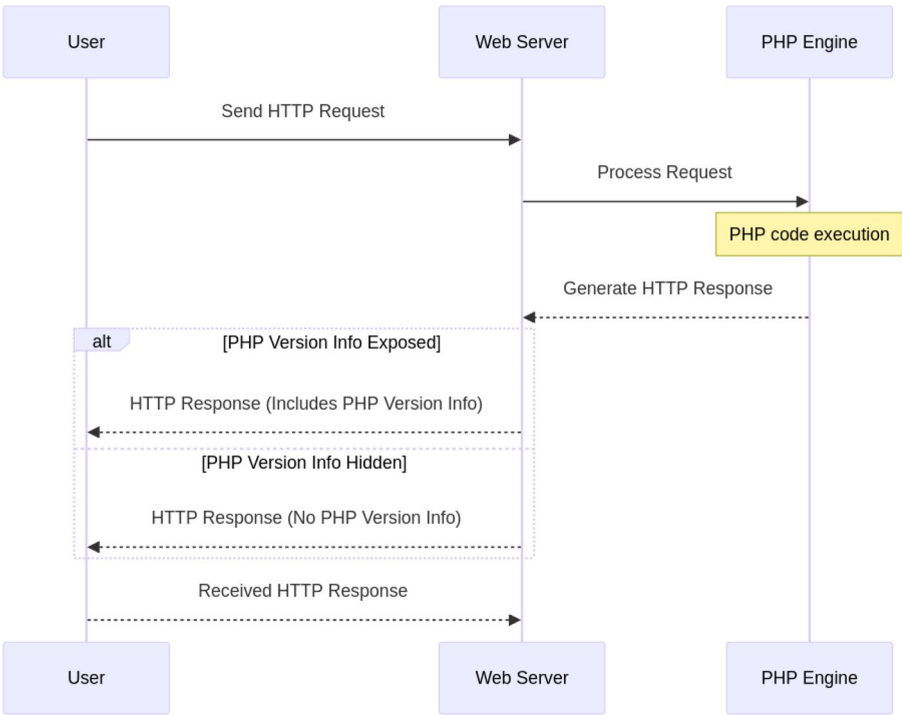 User
Web Server
PHP Engine
Send HTTP Request
Process Request
PHP code execution
Generate HTTP Response
alt
[PHP Version Info Exposed]
HTTP Response (Includes PHP Version Info)
[PHP Version Info Hidden]
HTTP Response (No PHP Version Info)
Received HTTP Response
User
Web Server
PHP Engine